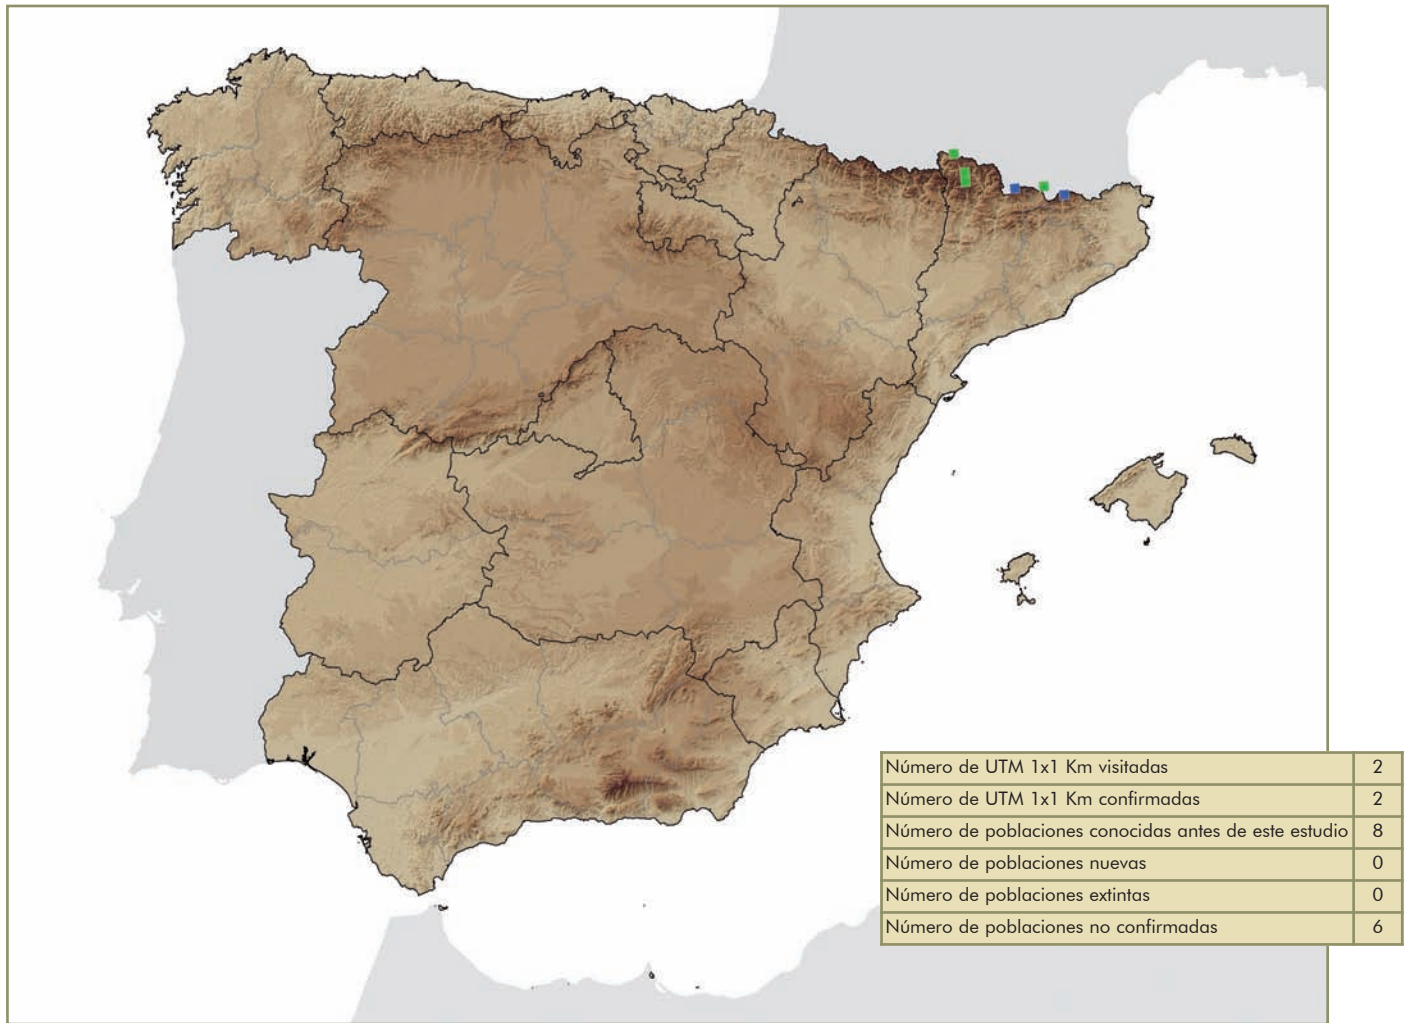 Número de UTM 1x1 Km visitadas 2
Número de UTM 1x1 Km confirmadas 2
Número de poblaciones conocidas antes de este estudio 8
Número de poblaciones nuevas 0
Número de poblaciones extintas 0
Número de poblaciones no confirmadas 6